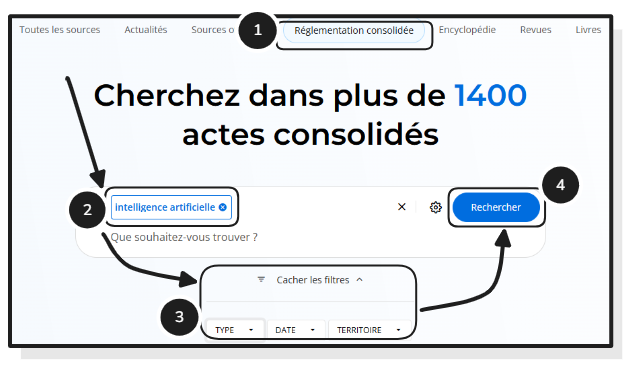 Toutes les sources Actualités Sources o 1 Réglementation consolidée Encyclopédie Revues Livres
Cherchez dans plus de 1400
actes consolidés
4
2 intelligence artificielle Rechercher
Que souhaitez-vous trouver ?
Cacher les filtres
3
TYPE DATE TERRITOIRE